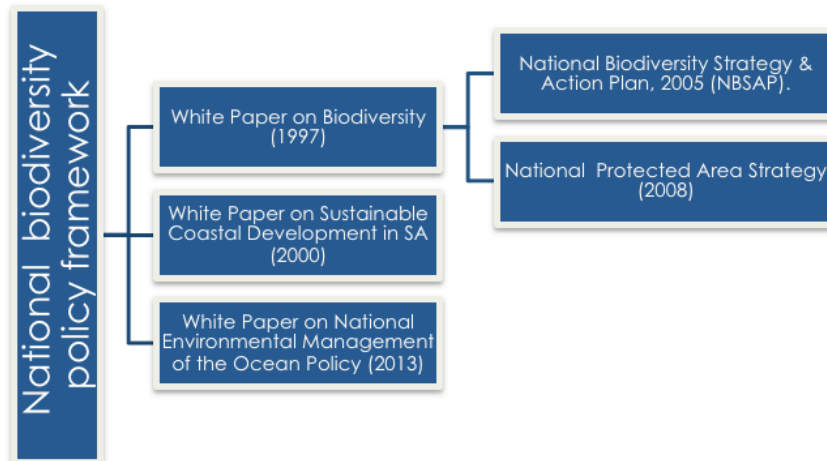 National biodiversity
policy framework
White Paper on Biodiversity
(1997)
White Paper on Sustainable
Coastal Development in SA
(2000)
White Paper on National
Environmental Management
of the Ocean Policy (2013)
National Biodiversity Strategy &
Action Plan, 2005 (NBSAP).
National Protected Area Strategy
(2008)